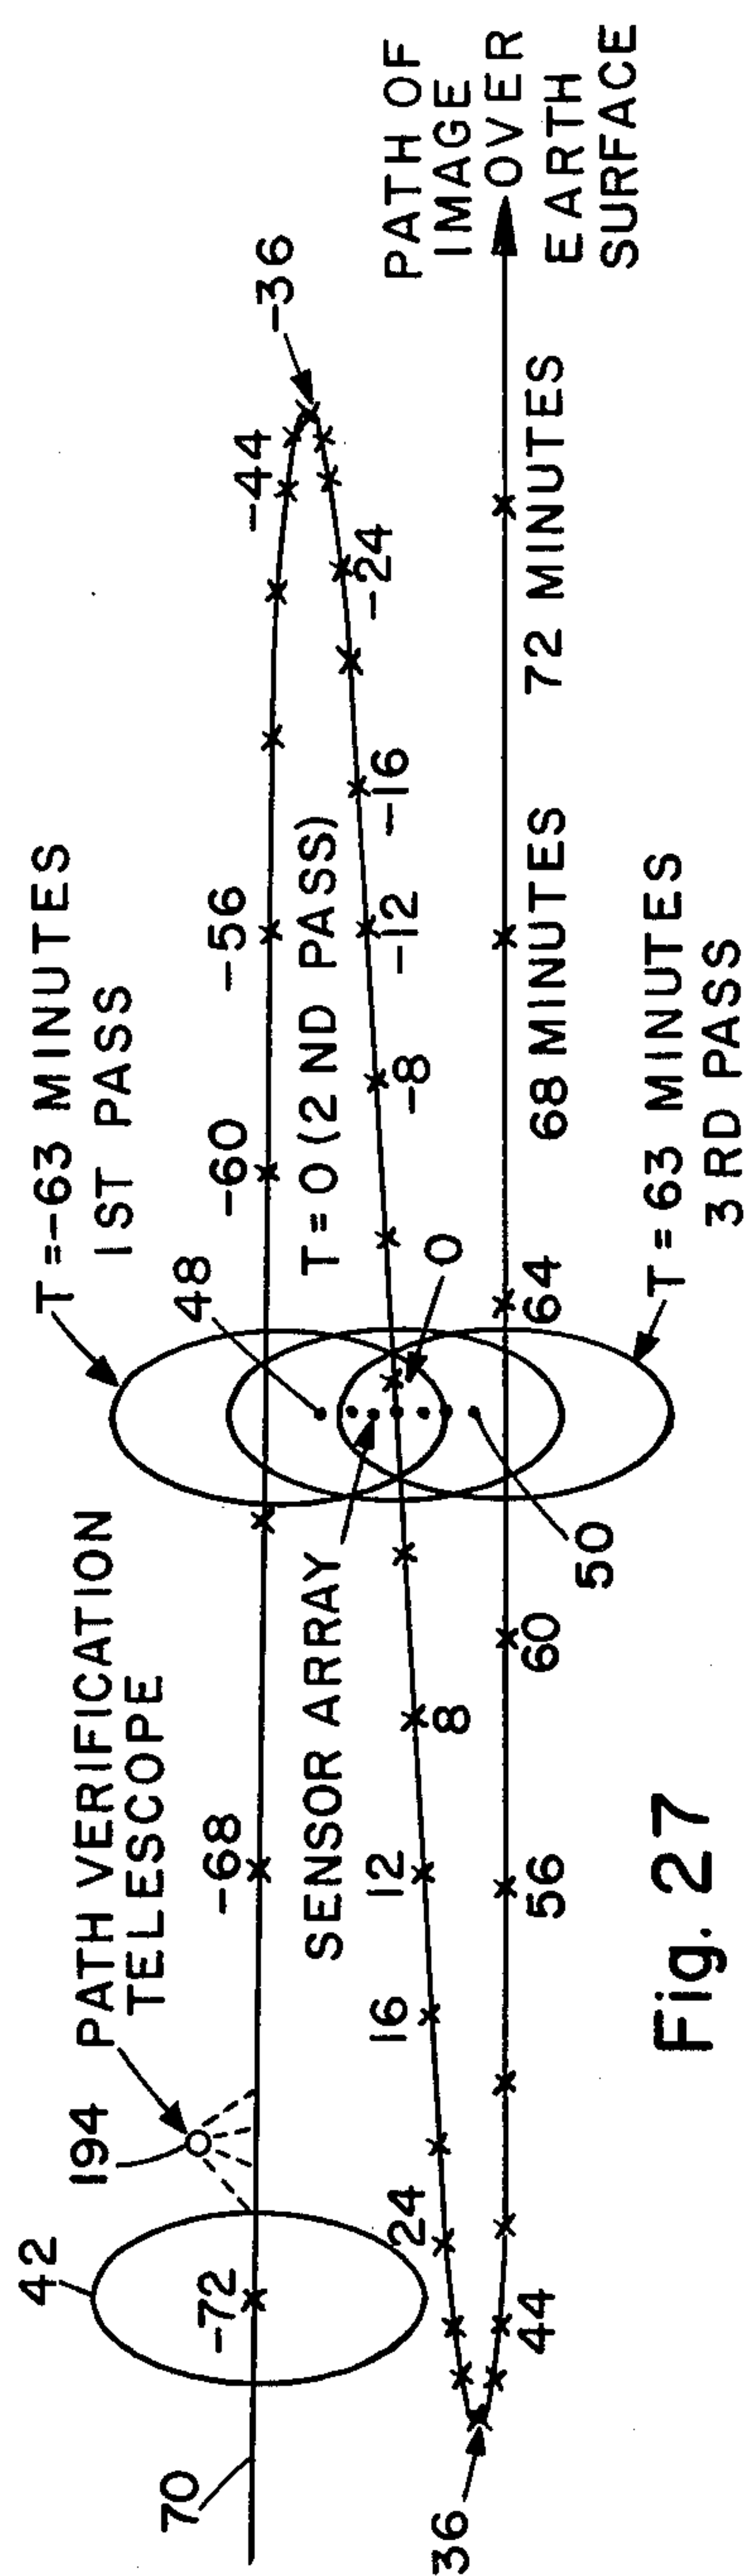 42
194
PATH VERIFICATION
TELESCOPE
T=-63 MINUTES
1ST PASS
70
-72
-68
48
-60
-56
-44
-36
PATH OF
IMAGE
OVER
EARTH
SURFACE
SENSOR ARRAY
T=0 (2 ND PASS)
36
24
16
12
8
0
-8
-12
-16
-24
44
56
60
50
64
68 MINUTES
72 MINUTES
T=63 MINUTES
3 RD PASS
Fig. 27